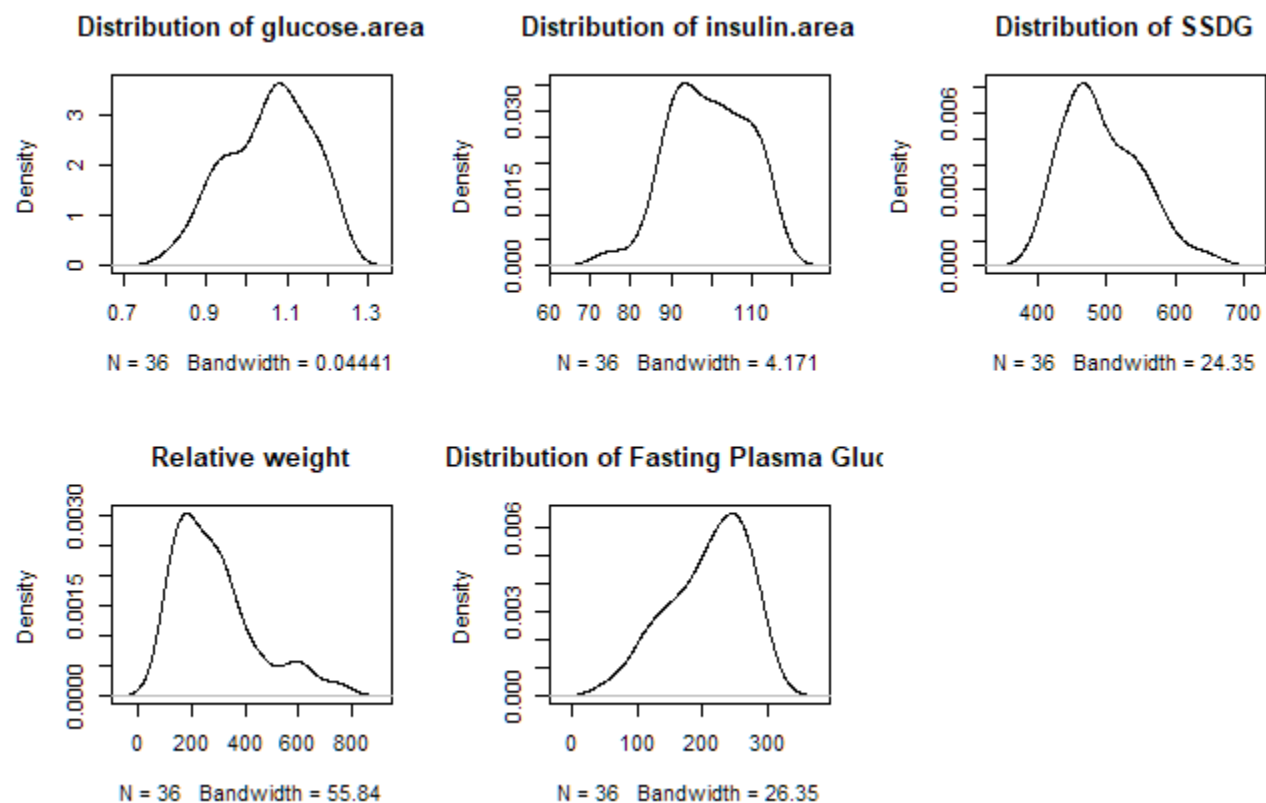 Distribution of glucose.area
Density
0 1 2 3
0.7 0.9 1.1 1.3
N = 36 Bandwidth = 0.04441
Distribution of insulin.area
Density
0.000 0.015 0.030
60 70 80 90 110
N = 36 Bandwidth = 4.171
Distribution of SSDG
Density
0.000 0.003 0.006
400 500 600 700
N = 36 Bandwidth = 24.35
Relative weight
Density
0.0000 0.0015 0.0030
0 200 400 600 800
N = 36 Bandwidth = 55.84
Distribution of Fasting Plasma Gluc
Density
0.000 0.003 0.006
0 100 200 300
N = 36 Bandwidth = 26.35